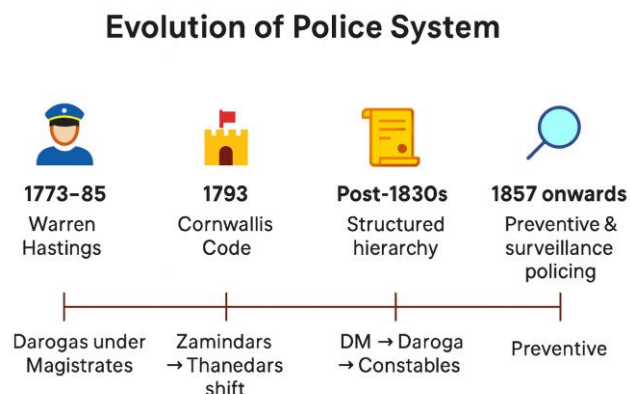 Evolution of Police System
1773–85
Warren
Hastings
1793
Cornwallis
Code
Post-1830s
Structured
hierarchy
1857 onwards
Preventive &
surveillance
policing
Darogas under
Magistrates
Zamindars
→ Thanedars
shift
DM → Daroga
→ Constables
Preventive